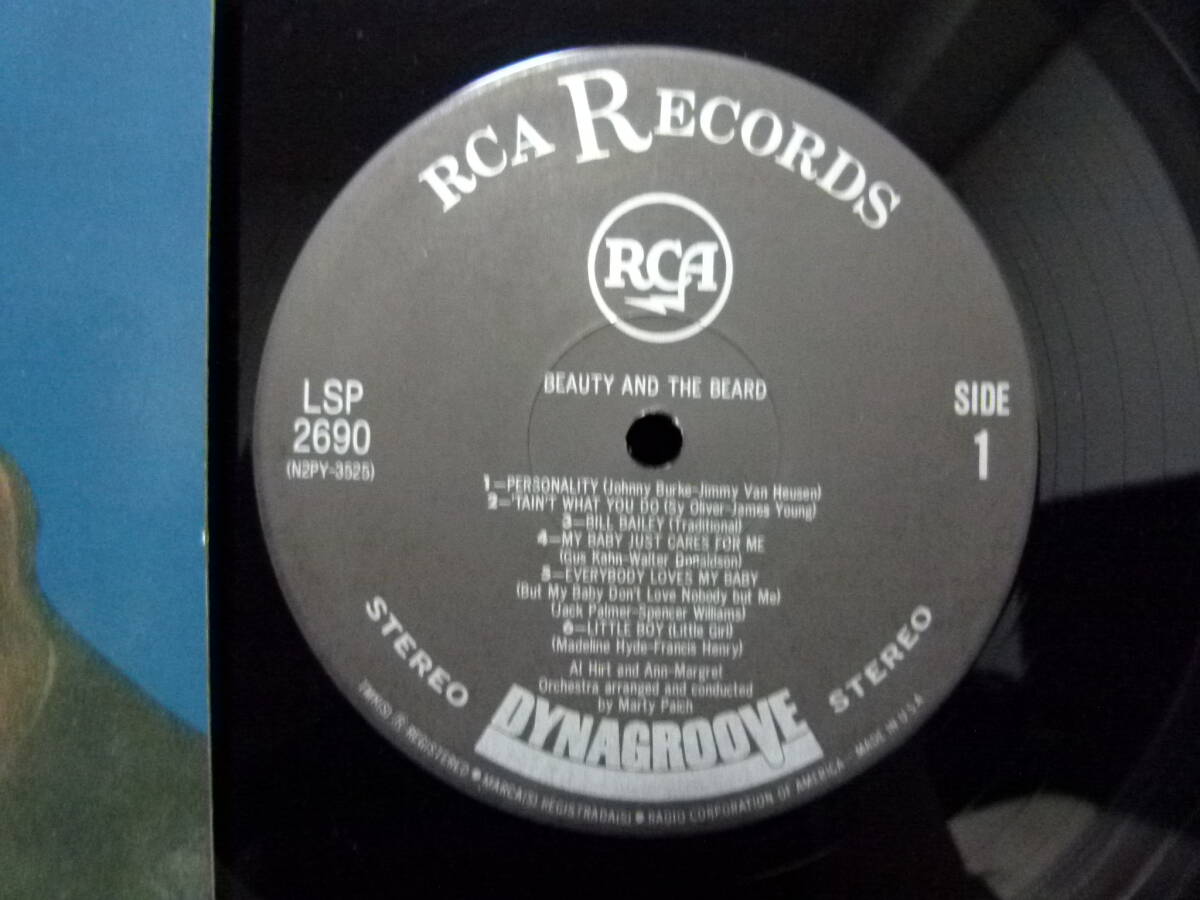 RCA RECORDS
RCA
BEAUTY AND THE BEARD
LSP
2690
(N2PY-3525)
SIDE
1
1—PERSONALITY (Johnny Burke-Jimmy Van Heusen)
2—'TAIN'T WHAT YOU DO (Sy Oliver-James Young)
3—BILL BAILEY (Traditional)
4—MY BABY JUST CARES FOR ME
(Gus Kahn-Walter Donaldson)
5—EVERYBODY LOVES MY BABY
(But My Baby Don't Love Nobody but Me)
(Jack Palmer-Spencer Williams)
6—LITTLE BOY (Little Girl)
(Madeline Hyde-Francis Henry)
Al Hirt and Ann-Margret
Orchestra arranged and conducted
by Marty Paich
STEREO
STEREO
DYNAGROOVE
TMK(S) ® REGISTERED ● MARCA(S) REGISTRADA(S) ● RADIO CORPORATION OF AMERICA — MADE IN U.S.A